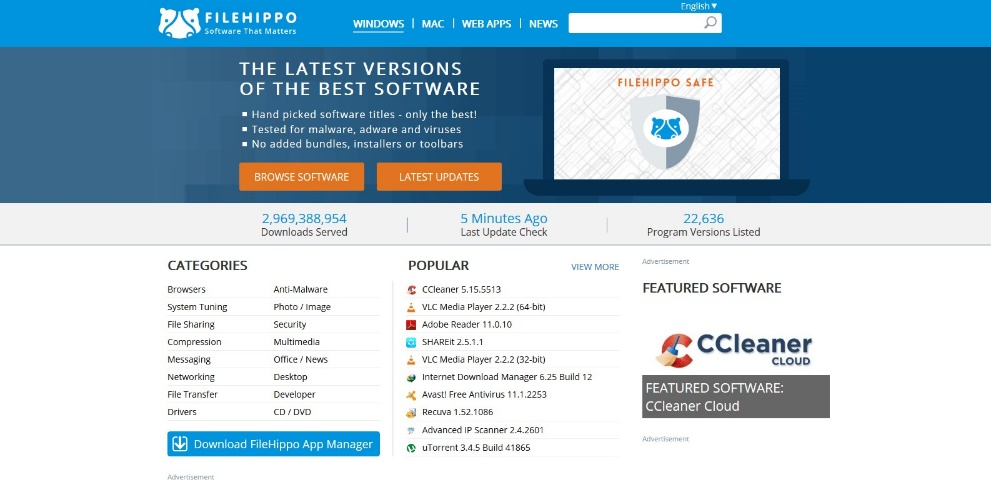 FILEHIPPO
Software That Matters
WINDOWS | MAC | WEB APPS | NEWS
English▼
THE LATEST VERSIONS
OF THE BEST SOFTWARE
Hand picked software titles - only the best!
Tested for malware, adware and viruses
No added bundles, installers or toolbars
BROWSE SOFTWARE
LATEST UPDATES
FILEHIPPO SAFE
2,969,388,954
Downloads Served
5 Minutes Ago
Last Update Check
22,636
Program Versions Listed
CATEGORIES
Browsers
Anti-Malware
System Tuning
Photo / Image
File Sharing
Security
Compression
Multimedia
Messaging
Office / News
Networking
Desktop
File Transfer
Developer
Drivers
CD / DVD
Download FileHippo App Manager
Advertisement
POPULAR
VIEW MORE
CCleaner 5.15.5513
VLC Media Player 2.2.2 (64-bit)
Adobe Reader 11.0.10
SHAREit 2.5.1.1
VLC Media Player 2.2.2 (32-bit)
Internet Download Manager 6.25 Build 12
Avast! Free Antivirus 11.1.2253
Recuva 1.52.1086
Advanced IP Scanner 2.4.2601
uTorrent 3.4.5 Build 41865
Advertisement
FEATURED SOFTWARE
CCleaner
CLOUD
FEATURED SOFTWARE:
CCleaner Cloud
Advertisement